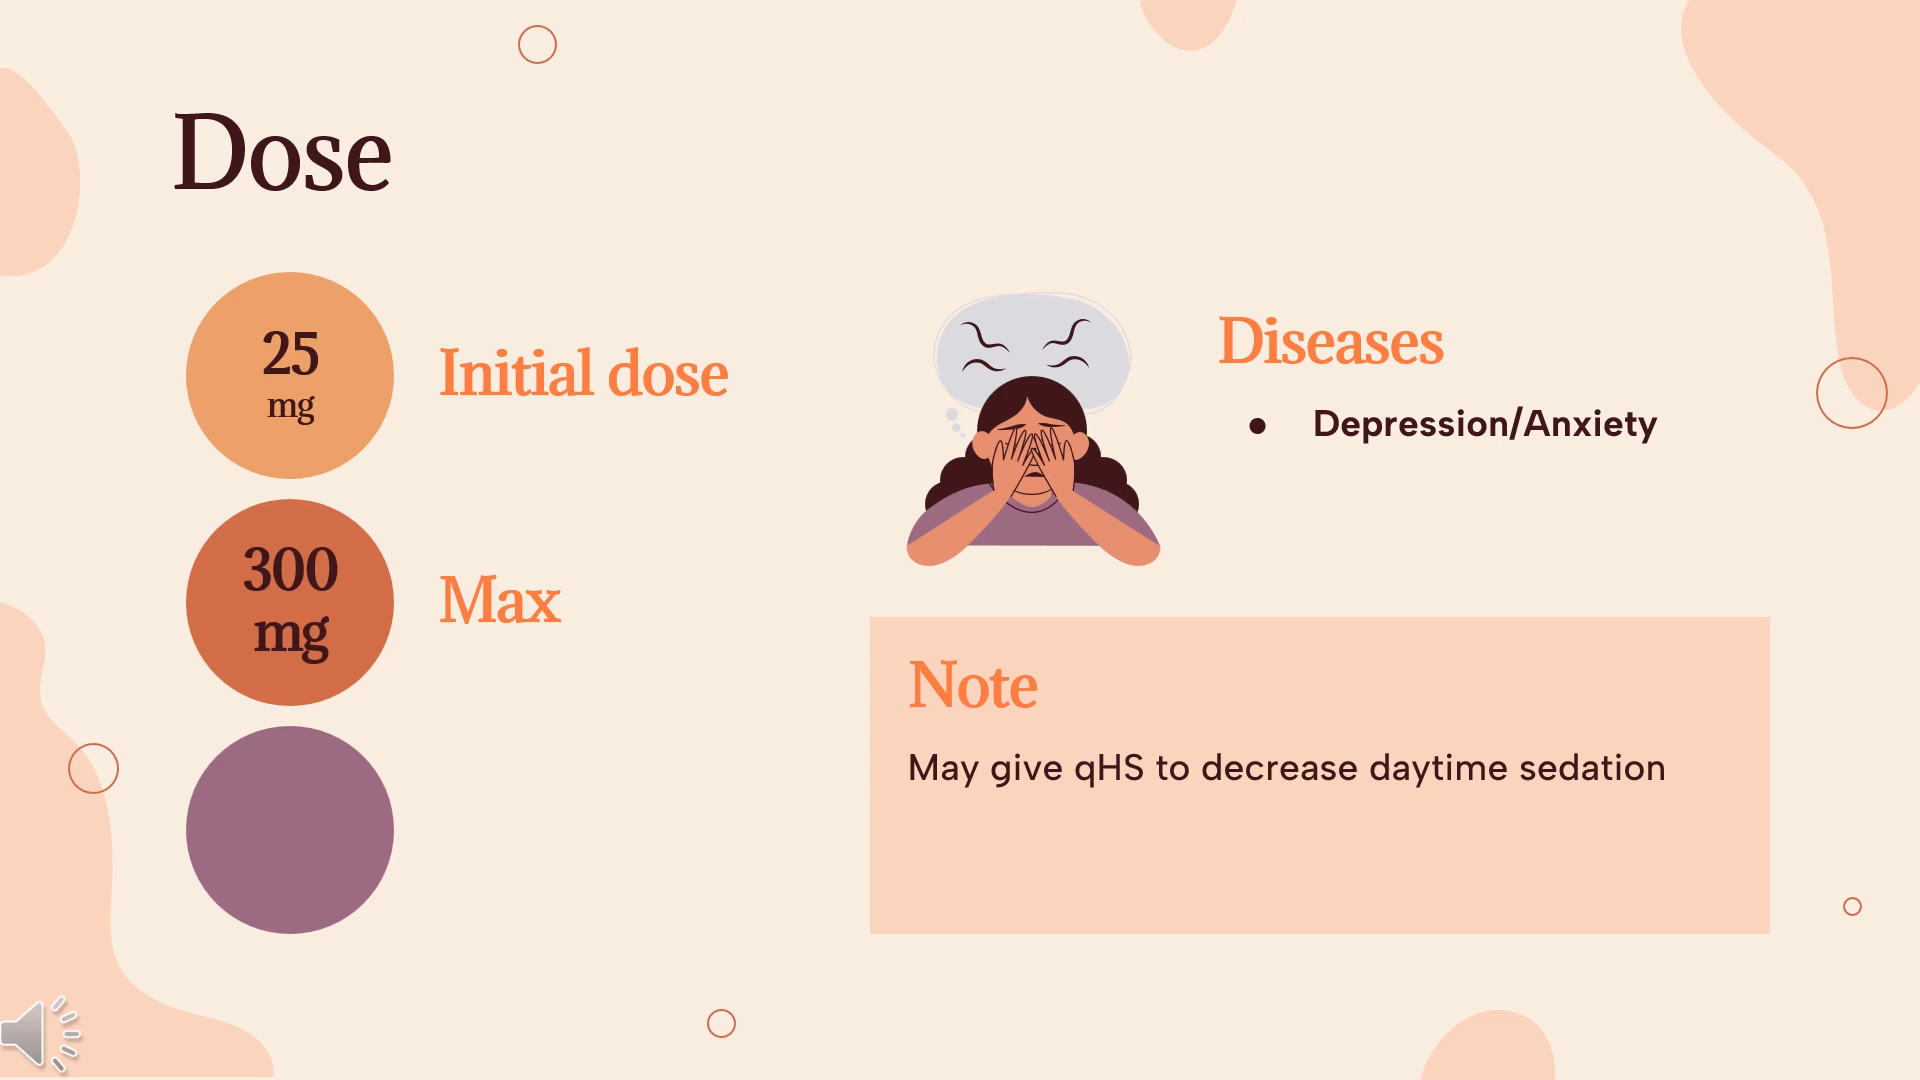 Dose
25
mg
Initial dose
300
mg
Max
Diseases
● Depression/Anxiety
Note
May give qHS to decrease daytime sedation